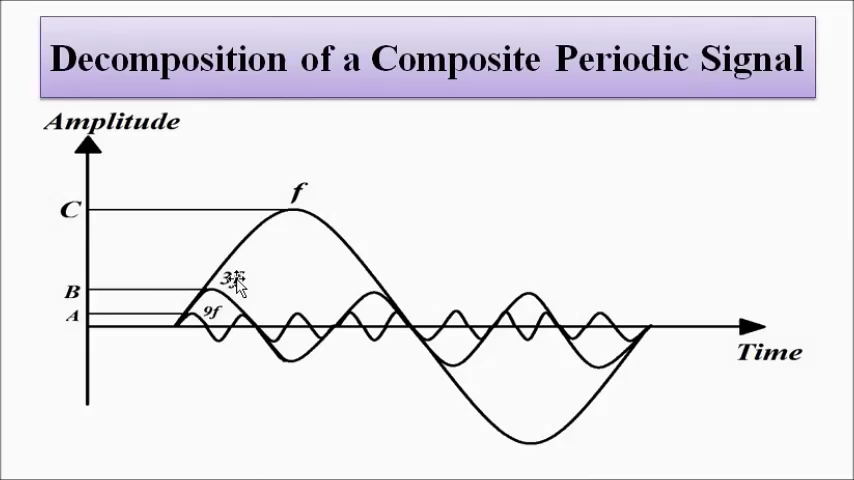 Decomposition of a Composite Periodic Signal
Amplitude
C
f
B
A
9f
Time